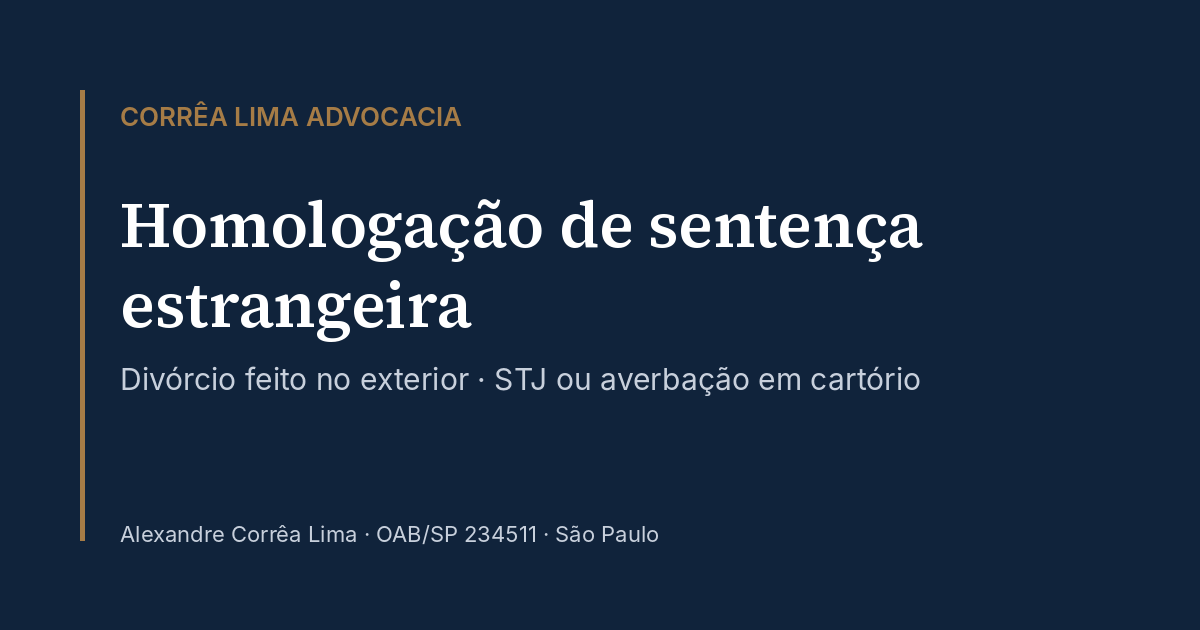 CORRÊA LIMA ADVOCACIA
Homologação de sentença
estrangeira
Divórcio feito no exterior · STJ ou averbação em cartório
Alexandre Corrêa Lima · OAB/SP 234511 · São Paulo